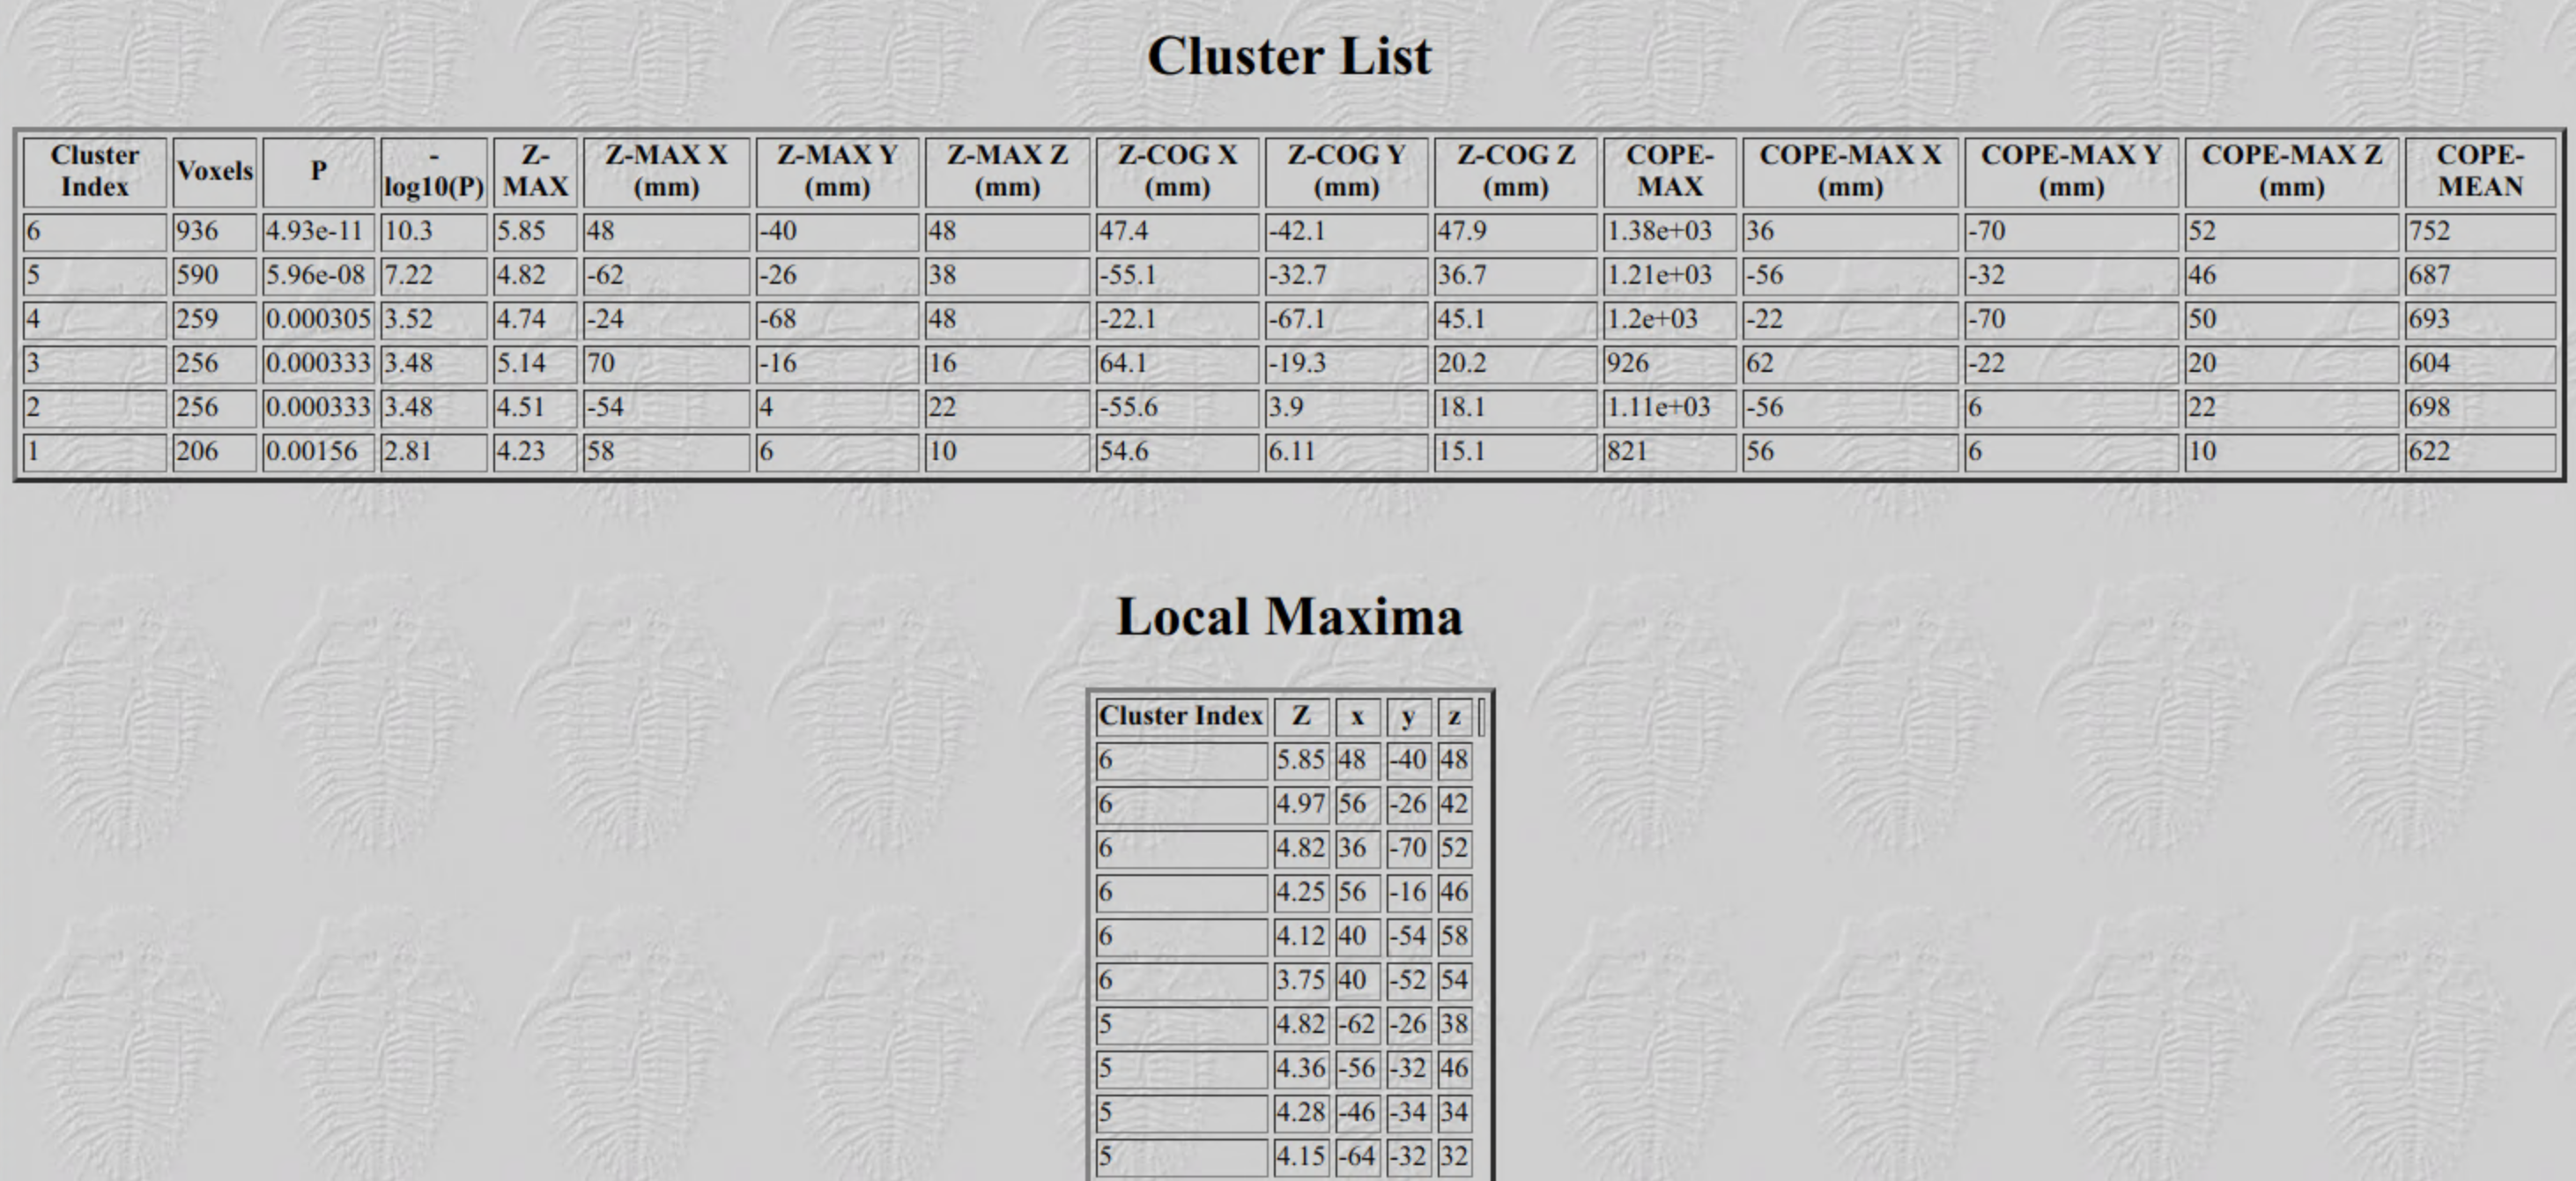 Cluster List
Cluster Index Voxels P -log10(P) Z-MAX Z-MAX X (mm) Z-MAX Y (mm) Z-MAX Z (mm) Z-COG X (mm) Z-COG Y (mm) Z-COG Z (mm) COPE-MAX COPE-MAX X (mm) COPE-MAX Y (mm) COPE-MAX Z (mm) COPE-MEAN
6 936 4.93e-11 10.3 5.85 48 -40 48 47.4 -42.1 47.9 1.38e+03 36 -70 52 752
5 590 5.96e-08 7.22 4.82 -62 -26 38 -55.1 -32.7 36.7 1.21e+03 -56 -32 46 687
4 259 0.000305 3.52 4.74 -24 -68 48 -22.1 -67.1 45.1 1.2e+03 -22 -70 50 693
3 256 0.000333 3.48 5.14 70 -16 16 64.1 -19.3 20.2 926 62 -22 20 604
2 256 0.000333 3.48 4.51 -54 4 22 -55.6 3.9 18.1 1.11e+03 -56 6 22 698
1 206 0.00156 2.81 4.23 58 6 10 54.6 6.11 15.1 821 56 6 10 622
Local Maxima
Cluster Index Z x y z
6 5.85 48 -40 48
6 4.97 56 -26 42
6 4.82 36 -70 52
6 4.25 56 -16 46
6 4.12 40 -54 58
6 3.75 40 -52 54
5 4.82 -62 -26 38
5 4.36 -56 -32 46
5 4.28 -46 -34 34
5 4.15 -64 -32 32